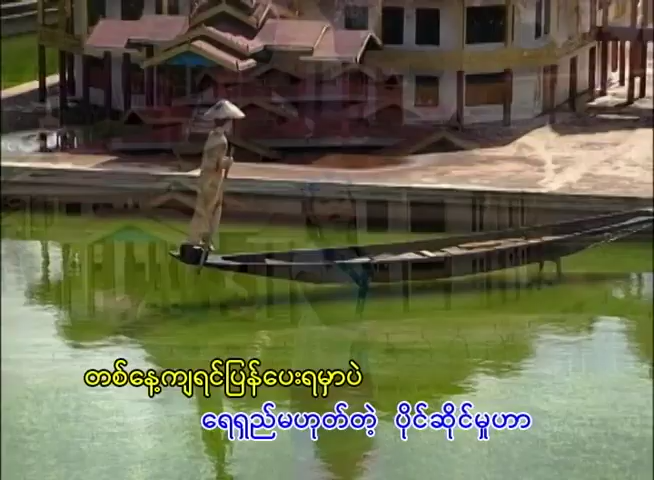 တစ်နေ့ကျရင်ပြန်ပေးရမှာပဲ
ရေရှည်မဟုတ်တဲ့ ပိုင်ဆိုင်မှုဟာ